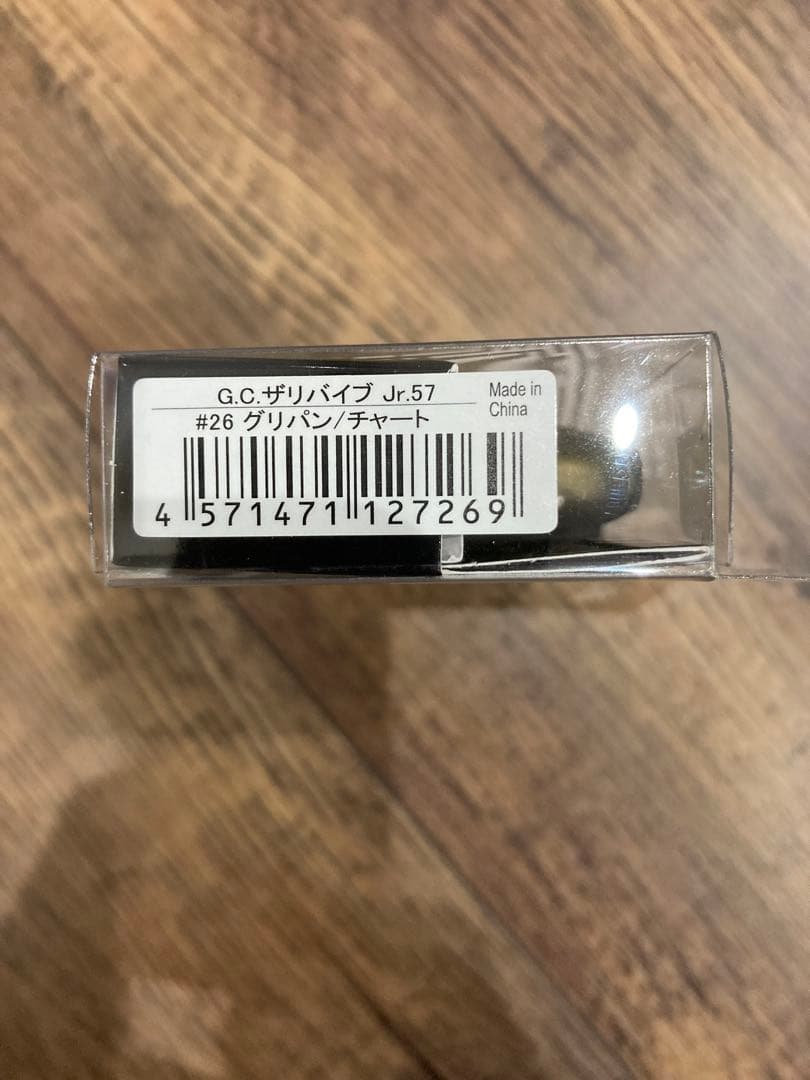 G.C.ザリバイブ Jr.57
#26 グリパン/チャート
Made in
China
4 571471 127269